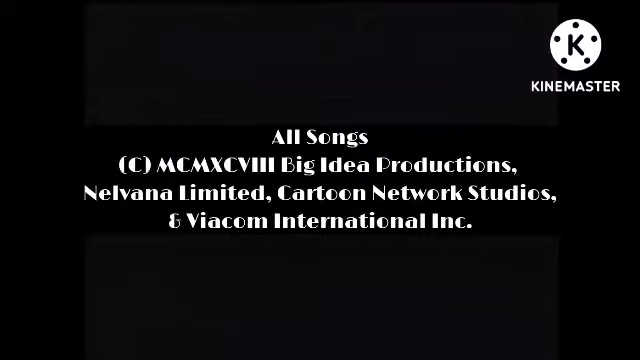 KINEMASTER
All Songs
(C) MCMXCVIII Big Idea Productions,
Nelvana Limited, Cartoon Network Studios,
& Viacom International Inc.